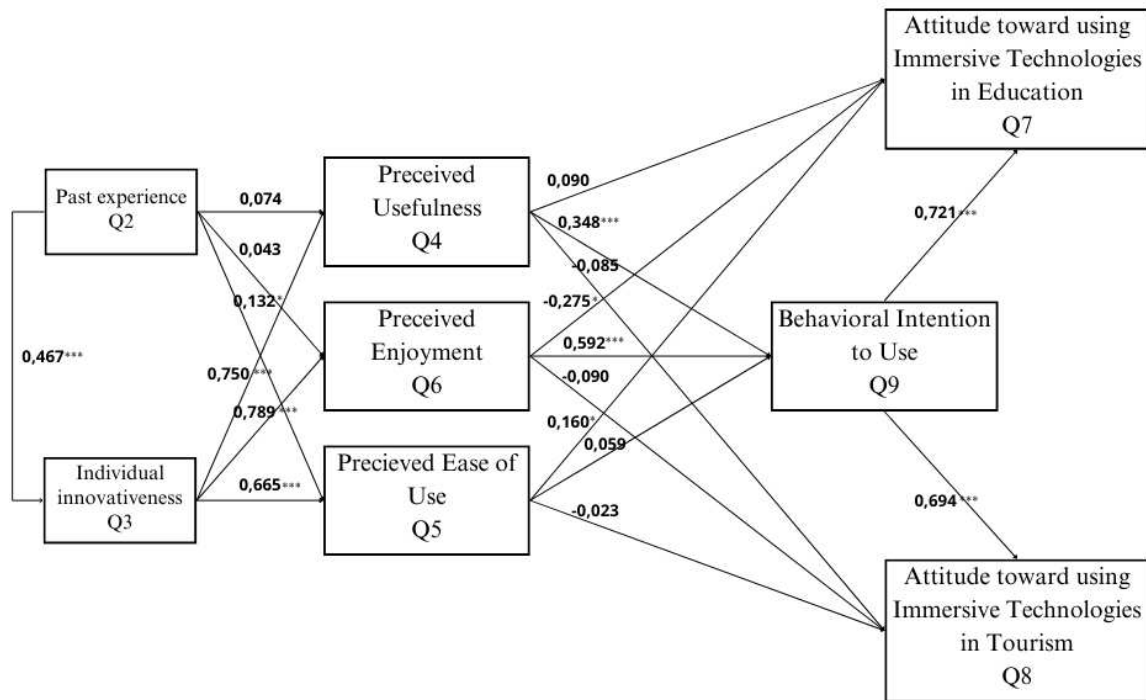 Attitude toward using
Immersive Technologies
in Education
Q7
Past experience
Q2
0,074
Preceived
Usefulness
Q4
0,090
0,348***
0,721***
0,043
-0,085
0,132*
-0,275*
Preceived
Enjoyment
Q6
0,592***
Behavioral Intention
to Use
Q9
0,467***
0,750***
-0,090
0,789***
0,160*
0,059
Individual
innovativeness
Q3
0,665***
Precieved Ease of
Use
Q5
-0,023
0,694***
Attitude toward using
Immersive Technologies
in Tourism
Q8